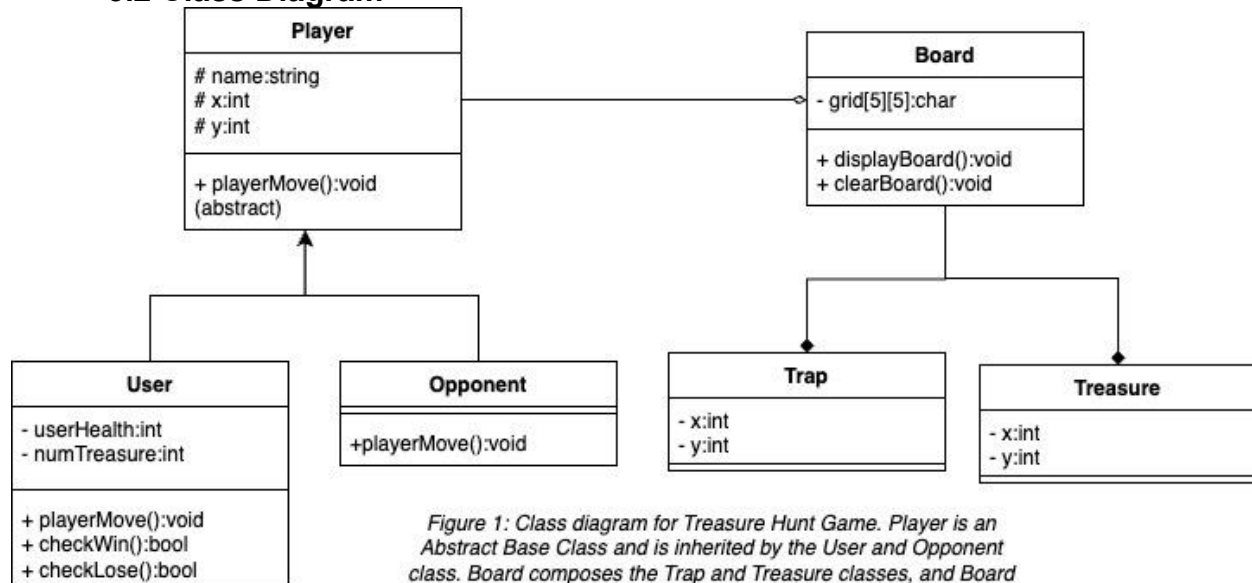 Player
# name:string
# x:int
# y:int
+ playerMove():void
(abstract)
Board
- grid[5][5]:char
+ displayBoard():void
+ clearBoard():void
User
- userHealth:int
- numTreasure:int
+ playerMove():void
+ checkWin():bool
+ checkLose():bool
Opponent
+playerMove():void
Trap
- x:int
- y:int
Treasure
- x:int
- y:int
Figure 1: Class diagram for Treasure Hunt Game. Player is an
Abstract Base Class and is inherited by the User and Opponent
class. Board composes the Trap and Treasure classes, and Board